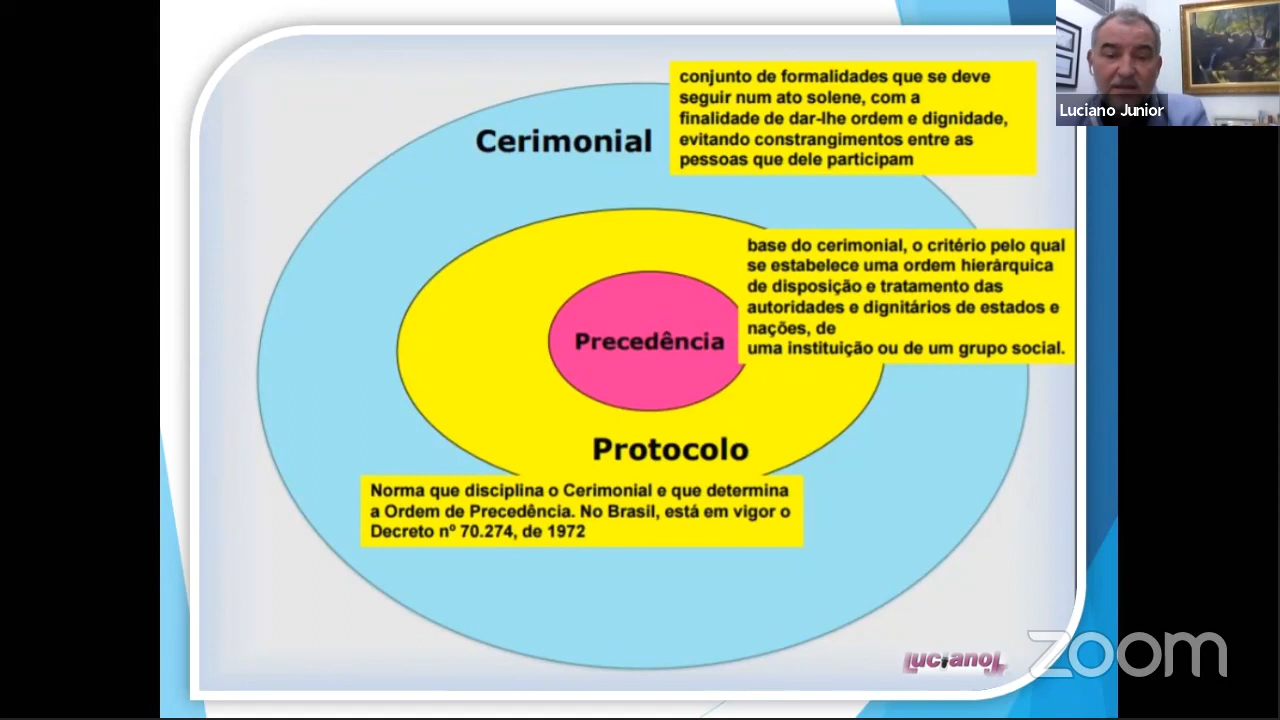 conjunto de formalidades que se deve
seguir num ato solene, com a
finalidade de dar-lhe ordem e dignidade,
evitando constrangimentos entre as
pessoas que dele participam
Cerimonial
Luciano Junior
base do cerimonial, o critério pelo qual
se estabelece uma ordem hierárquica
de disposição e tratamento das
autoridades e dignitários de estados e
nações, de
uma instituição ou de um grupo social.
Precedência
Protocolo
Norma que disciplina o Cerimonial e que determina
a Ordem de Precedência. No Brasil, está em vigor o
Decreto nº 70.274, de 1972
LucianoJr
zoom